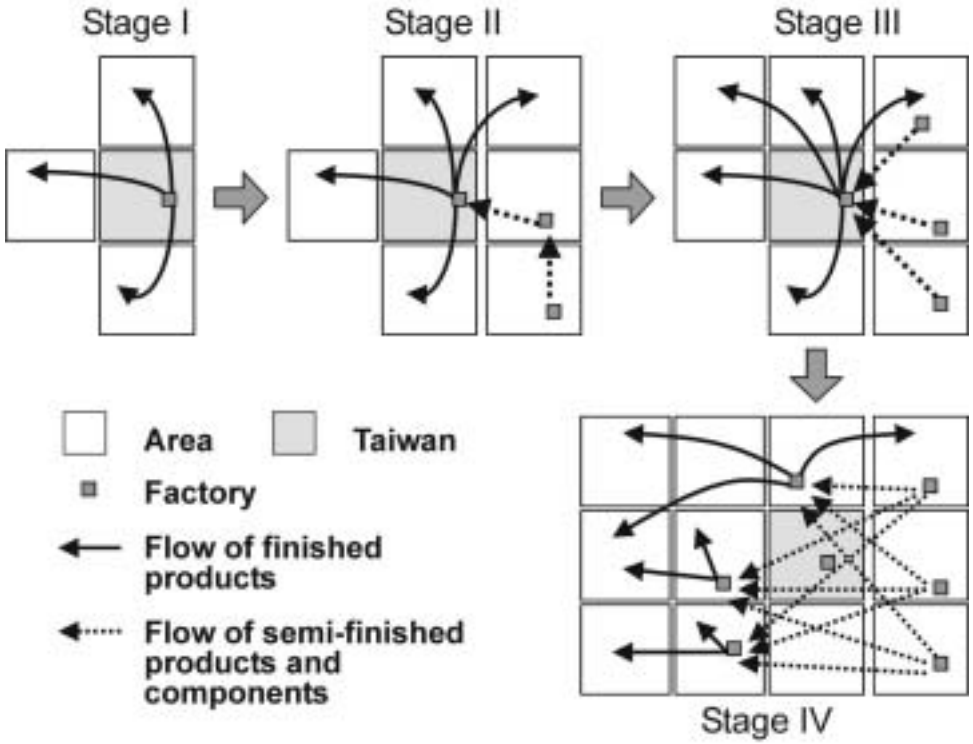 Stage I
Stage II
Stage III
Area
Taiwan
Factory
Flow of finished
products
Flow of semi-finished
products and
components
Stage IV